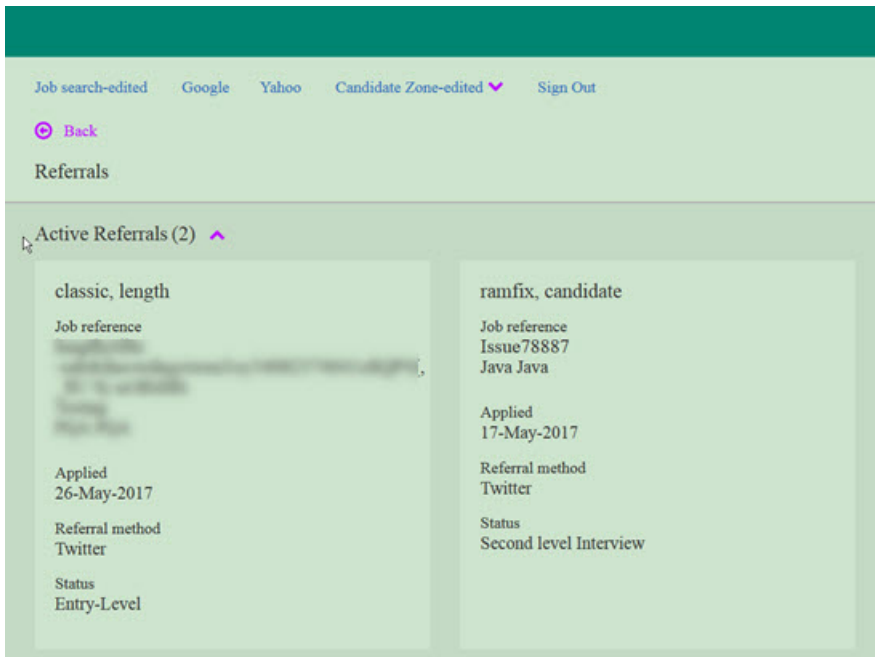 Job search-edited Google Yahoo Candidate Zone-edited Sign Out
Back
Referrals
Active Referrals (2)
classic, length
Job reference
Applied
26-May-2017
Referral method
Twitter
Status
Entry-Level
ramfix, candidate
Job reference
Issue78887
Java Java
Applied
17-May-2017
Referral method
Twitter
Status
Second level Interview